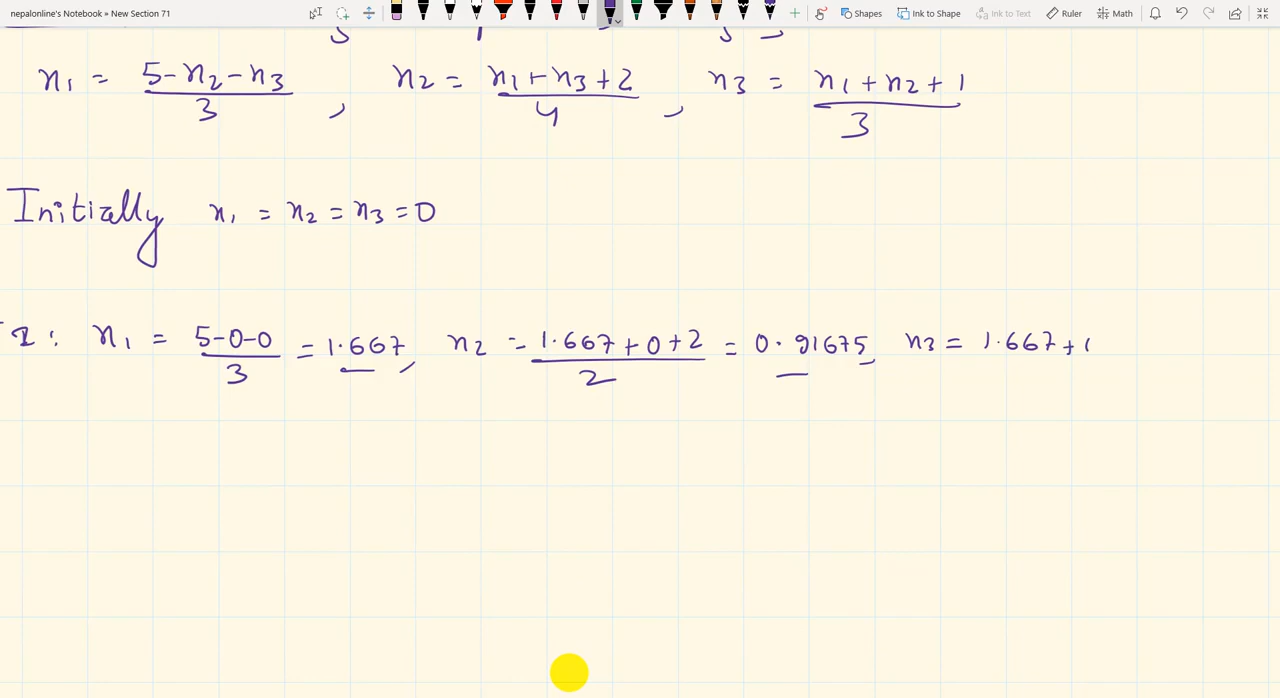 nepalonline's Notebook » New Section 71 Shapes Ink to Shape Ink to Text Ruler Math
x₁ = (5-x₂-x₃)/3 , x₂ = (x₁+x₃+2)/4 , x₃ = (x₁+x₂+1)/3
Initially x₁ = x₂ = x₃ = 0
I : x₁ = (5-0-0)/3 = 1.667, x₂ = (1.667+0+2)/2 = 0.91675, x₃ = 1.667+